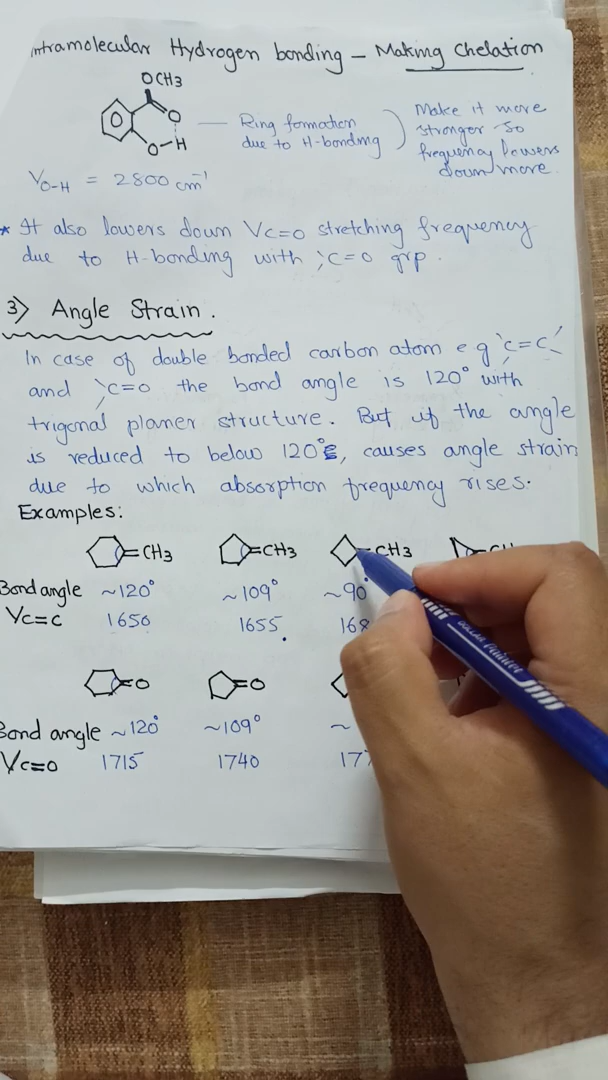 Intramolecular Hydrogen bonding – Making Chelation
OCH3
O
O–H
Ring formation
due to H-bonding
Make it more
stronger so
frequency lowers
down more.
νO-H = 2800 cm⁻¹
* It also lowers down νC=O stretching frequency
due to H-bonding with >C=O grp.
3) Angle Strain.
In case of double bonded carbon atom e g >C=C<
and >C=O the bond angle is 120° with
trigonal planer structure. But if the angle
is reduced to below 120°, causes angle strain
due to which absorption frequency rises.
Examples:
=CH3 =CH3 =CH3
Bond angle ~120° ~109° ~90°
νC=C 1650 1655
=O =O
Bond angle ~120° ~109° ~
νC=O 1715 1740